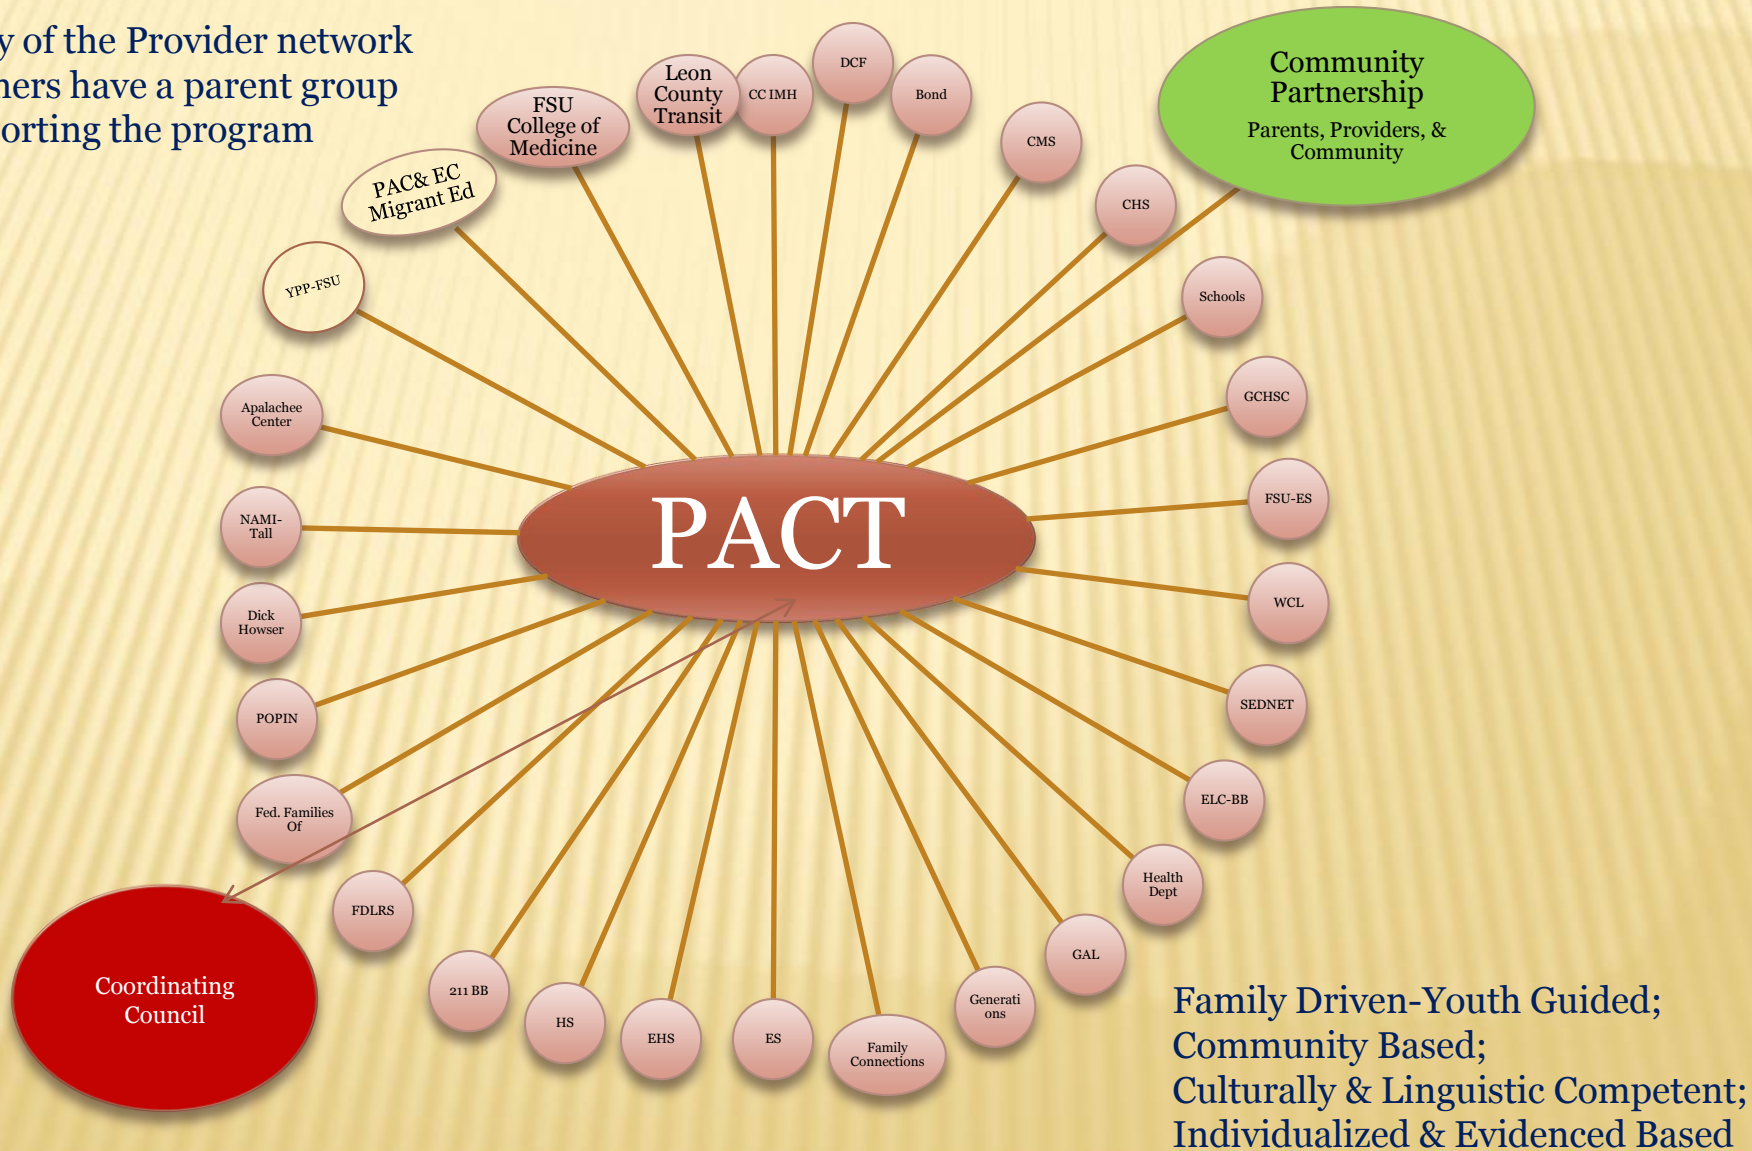 y of the Provider network
ners have a parent group
orting the program
Leon
County
Transit
CC IMH
DCF
Bond
CMS
CHS
Community
Partnership
Parents, Providers, &
Community
FSU
College of
Medicine
PAC& EC
Migrant Ed
YPP-FSU
Schools
GCHSC
FSU-ES
WCL
SEDNET
ELC-BB
Health
Dept
GAL
Generati
ons
Family
Connections
ES
EHS
HS
211 BB
FDLRS
Fed. Families
Of
POPIN
Dick
Howser
NAMI-
Tall
Apalachee
Center
PACT
Coordinating
Council
Family Driven-Youth Guided;
Community Based;
Culturally & Linguistic Competent;
Individualized & Evidenced Based